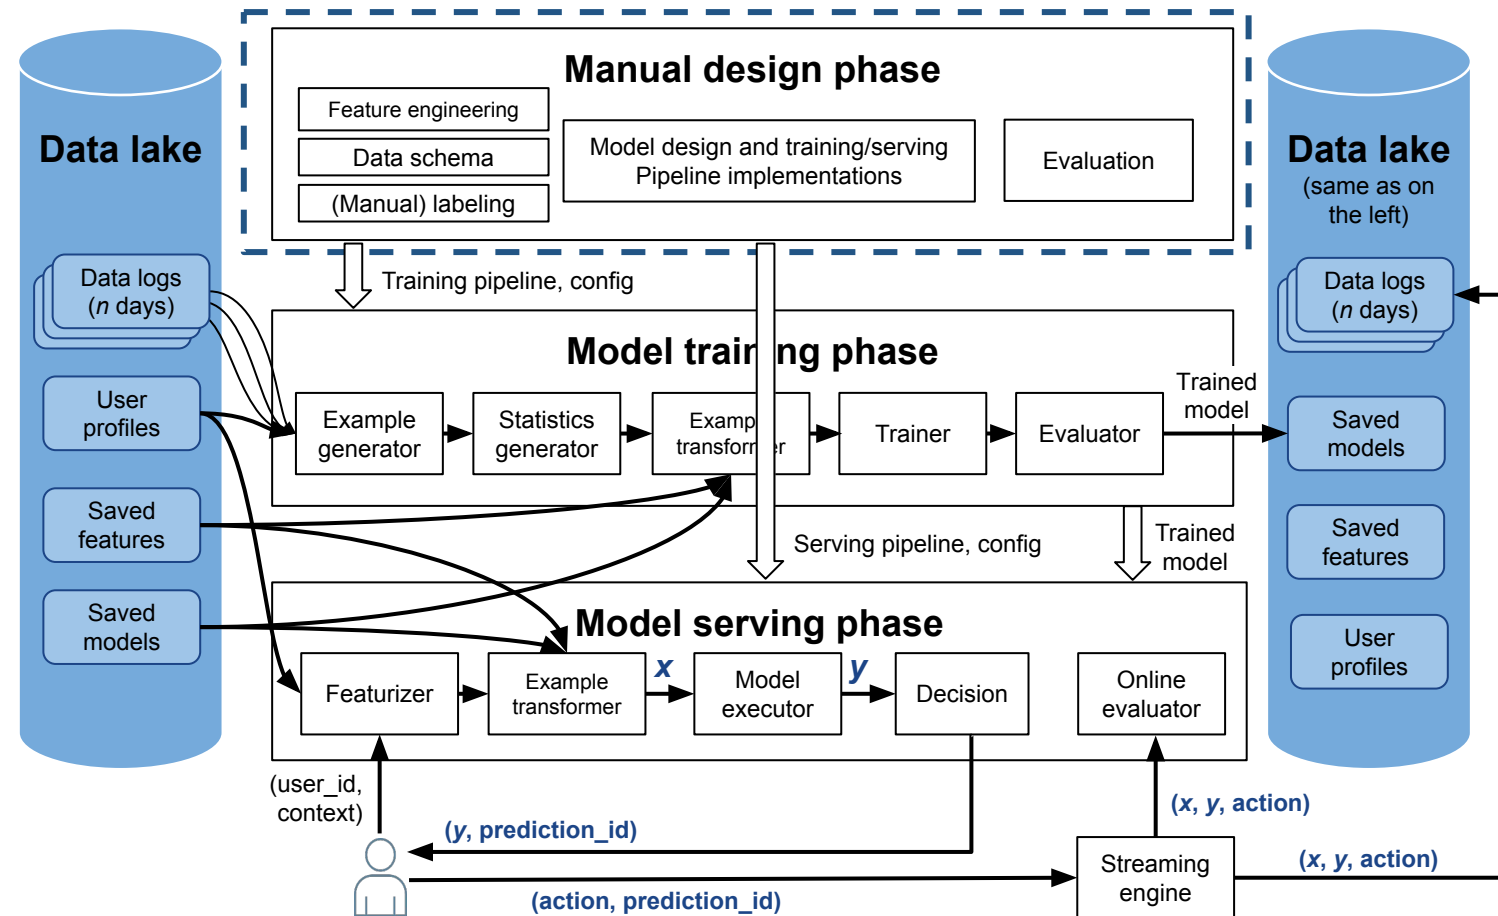 Manual design phase
Feature engineering
Data schema
(Manual) labeling
Model design and training/serving
Pipeline implementations
Evaluation
Data lake
Data logs
(n days)
User
profiles
Saved
features
Saved
models
Data lake
(same as on
the left)
Data logs
(n days)
Saved
models
Saved
features
User
profiles
Training pipeline, config
Model training phase
Example
generator
Statistics
generator
Example
transformer
Trainer
Evaluator
Trained
model
Serving pipeline, config
Trained
model
Model serving phase
Featurizer
Example
transformer
x
Model
executor
y
Decision
Online
evaluator
(user_id,
context)
(y, prediction_id)
(action, prediction_id)
Streaming
engine
(x, y, action)
(x, y, action)